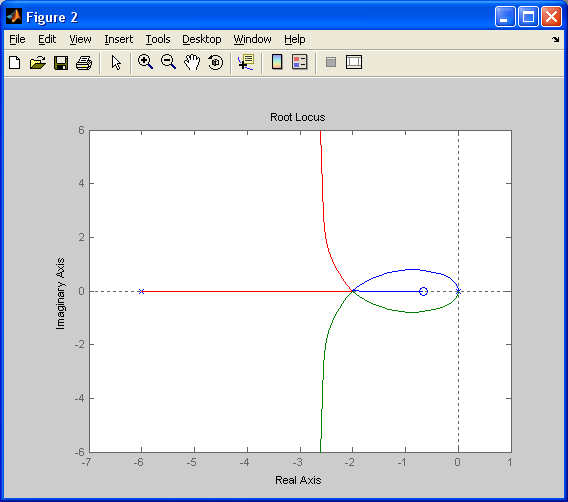 Figure 2
File Edit View Insert Tools Desktop Window Help
Root Locus
6
4
2
0
-2
-4
-6
Imaginary Axis
-7 -6 -5 -4 -3 -2 -1 0 1
Real Axis